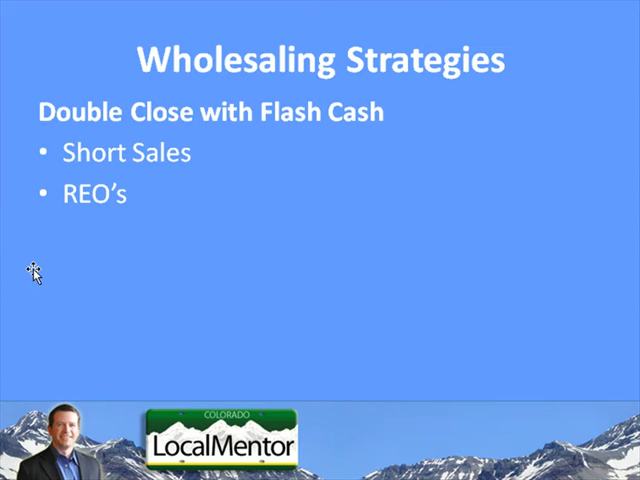 Wholesaling Strategies
Double Close with Flash Cash
• Short Sales
• REO's
COLORADO
LocalMentor